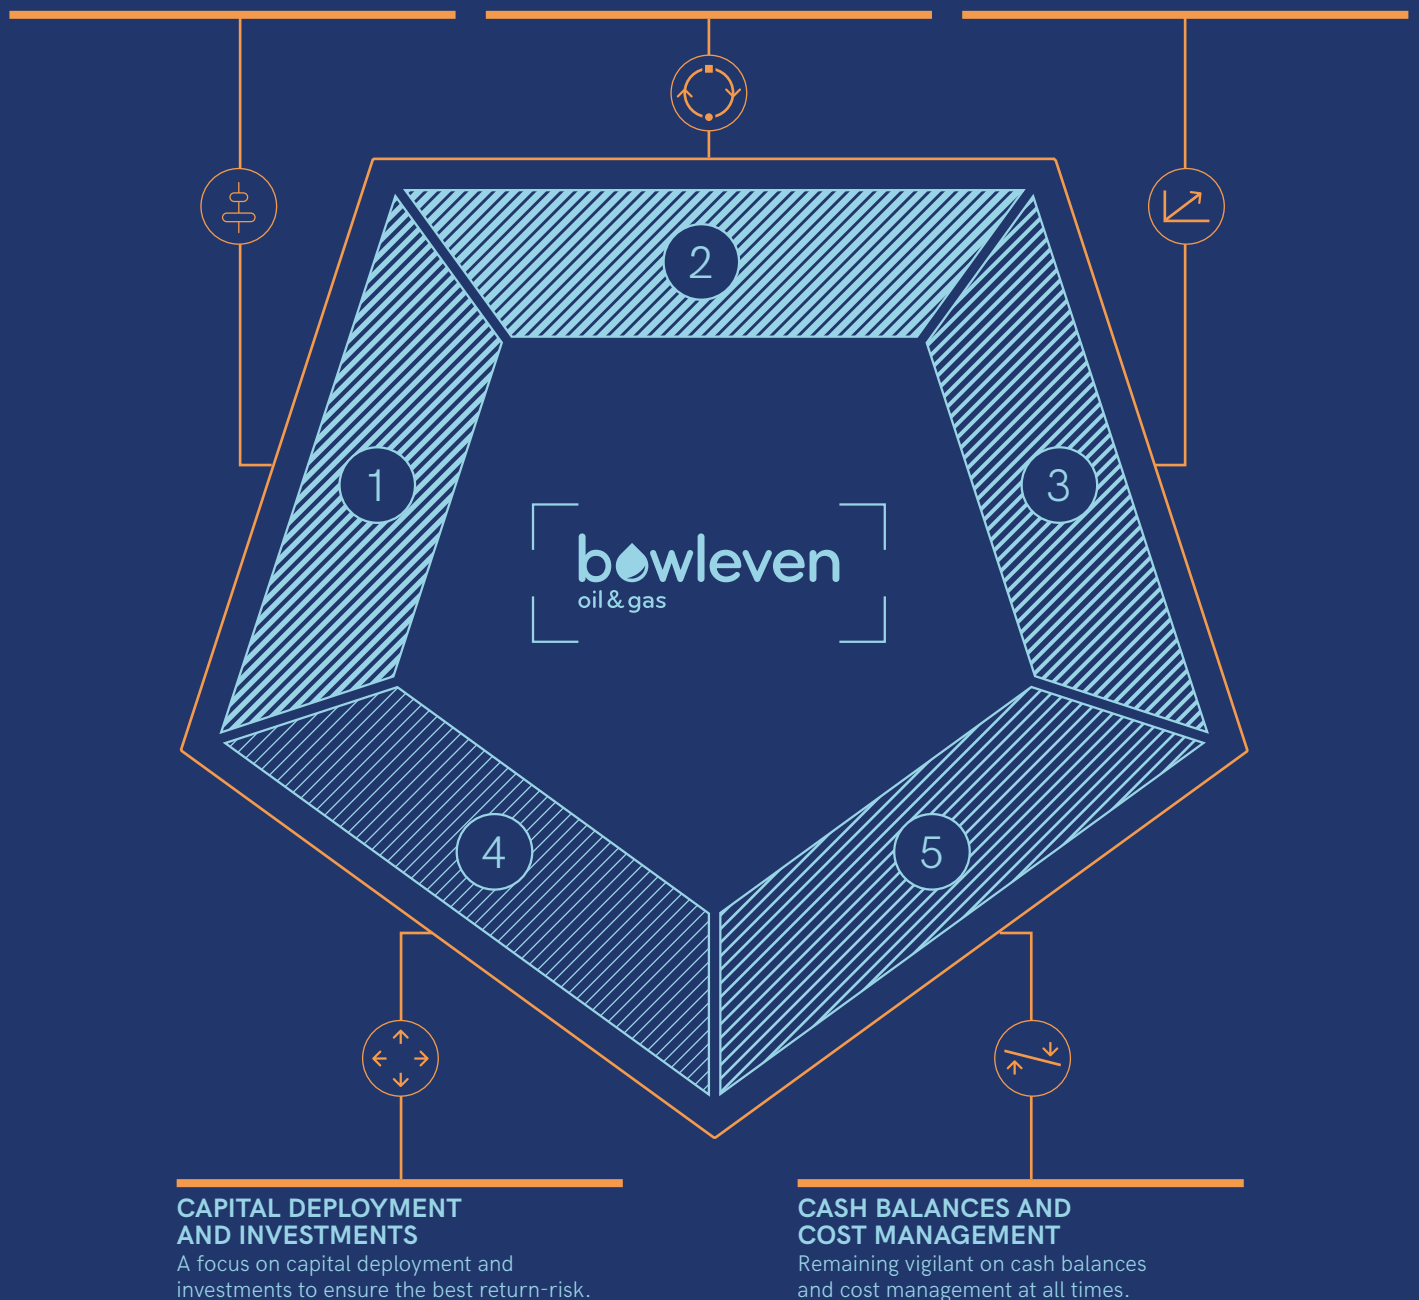 2
1
3
bowleven
oil & gas
4
5
CAPITAL DEPLOYMENT
AND INVESTMENTS
A focus on capital deployment and
investments to ensure the best return-risk.
CASH BALANCES AND
COST MANAGEMENT
Remaining vigilant on cash balances
and cost management at all times.